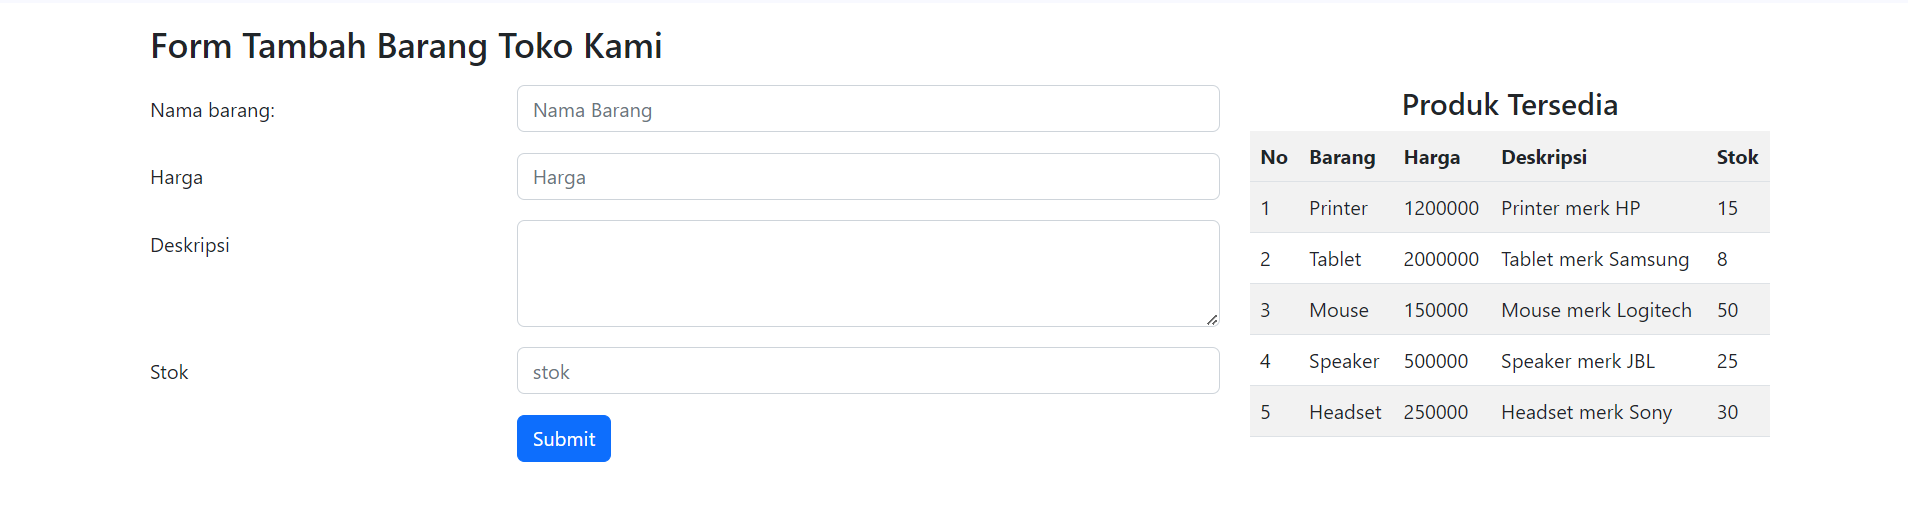 Form Tambah Barang Toko Kami
Nama barang:
Nama Barang
Harga
Harga
Deskripsi
Stok
stok
Submit
Produk Tersedia
No Barang Harga Deskripsi Stok
1 Printer 1200000 Printer merk HP 15
2 Tablet 2000000 Tablet merk Samsung 8
3 Mouse 150000 Mouse merk Logitech 50
4 Speaker 500000 Speaker merk JBL 25
5 Headset 250000 Headset merk Sony 30